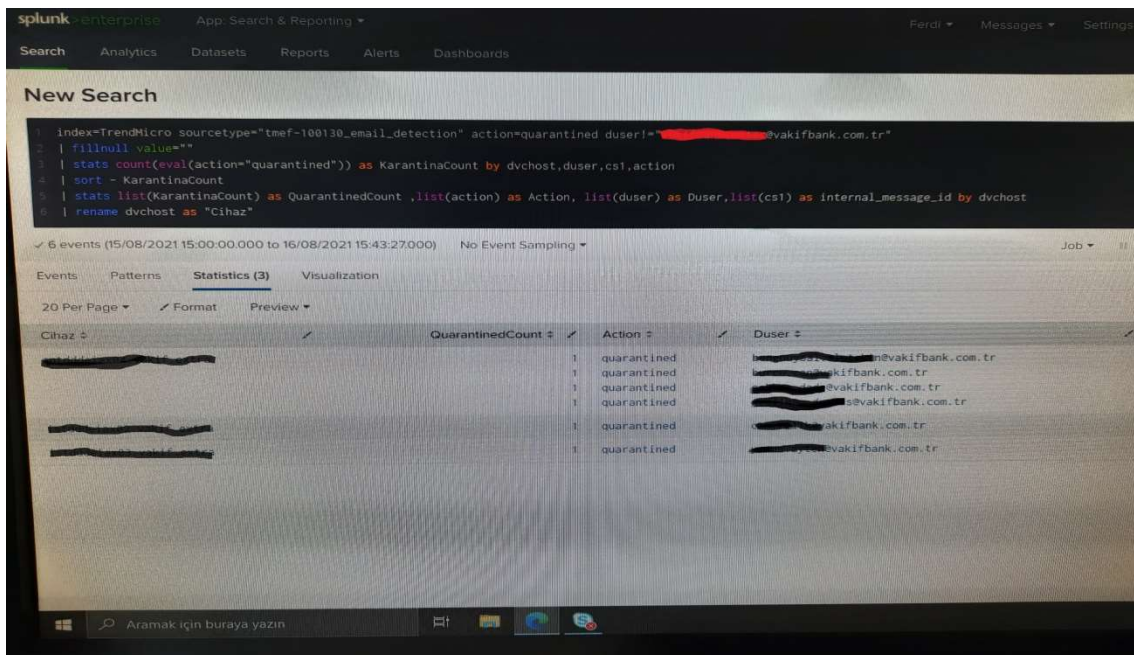 splunk>enterprise App: Search & Reporting Ferdi Messages Settings
Search Analytics Datasets Reports Alerts Dashboards
New Search
1 index=TrendMicro sourcetype="tmef-100130_email_detection" action=quarantined duser!=" @vakifbank.com.tr"
2 | fillnull value=""
3 | stats count(eval(action="quarantined")) as KarantinaCount by dvchost,duser,cs1,action
4 | sort - KarantinaCount
5 | stats list(KarantinaCount) as QuarantinedCount ,list(action) as Action, list(duser) as Duser,list(cs1) as internal_message_id by dvchost
6 | rename dvchost as "Cihaz"
6 events (15/08/2021 15:00:00.000 to 16/08/2021 15:43:27.000) No Event Sampling Job
Events Patterns Statistics (3) Visualization
20 Per Page Format Preview
Cihaz QuarantinedCount Action Duser
1 quarantined n@vakifbank.com.tr
1 quarantined kifbank.com.tr
1 quarantined @vakifbank.com.tr
1 quarantined s@vakifbank.com.tr
1 quarantined vakifbank.com.tr
1 quarantined @vakifbank.com.tr
Aramak için buraya yazın